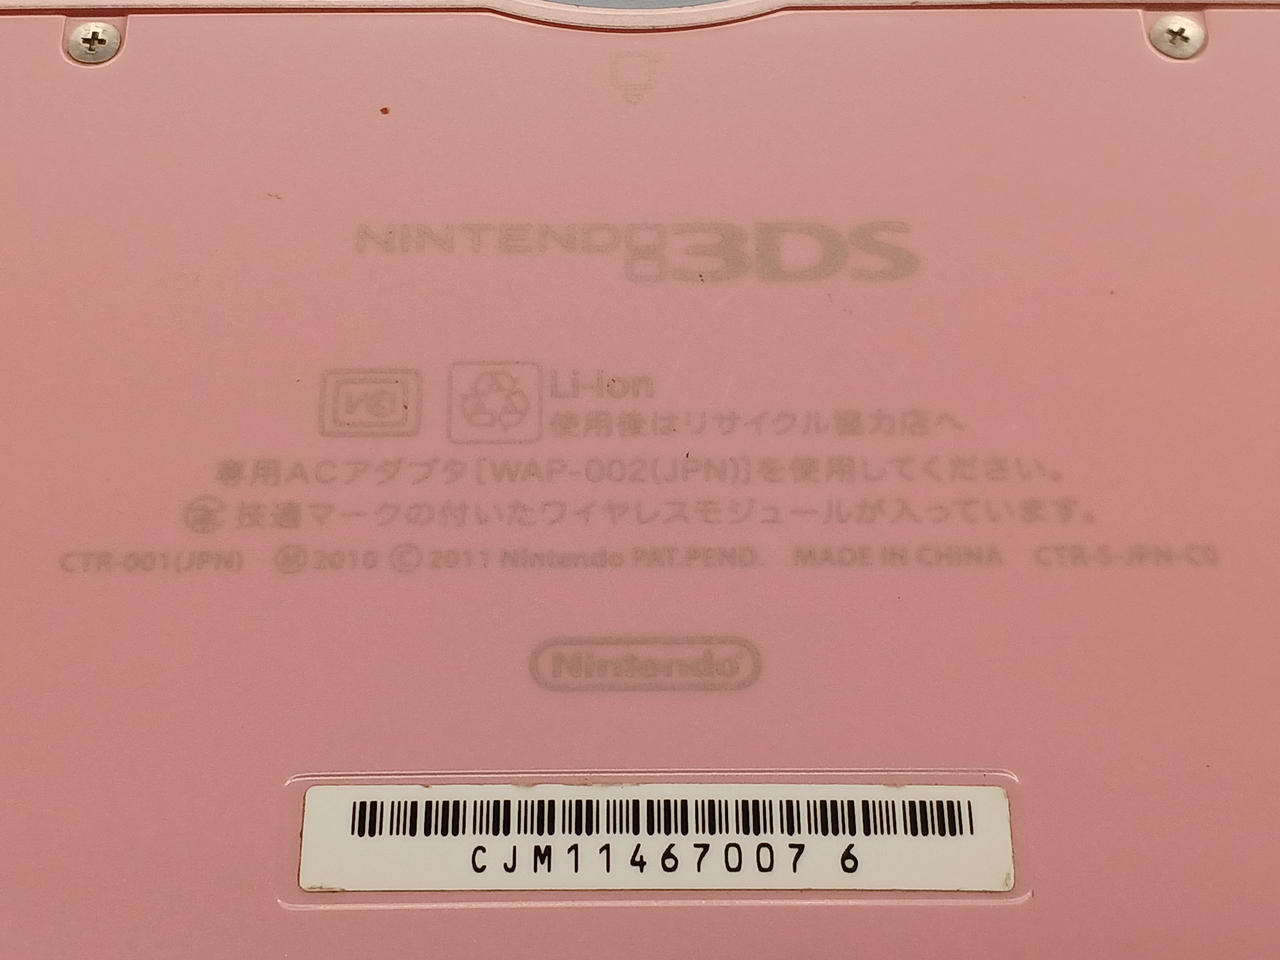 NINTENDO 3DS
VCCI
Li-ion
使用後はリサイクル協力店へ
専用ACアダプタ[WAP-002(JPN)]を使用してください。
技適マークの付いたワイヤレスモジュールが入っています。
CTR-001(JPN) Ⓜ2010 ©2011 Nintendo PAT.PEND. MADE IN CHINA CTR-S-JPN-C0
Nintendo
CJM11467007 6